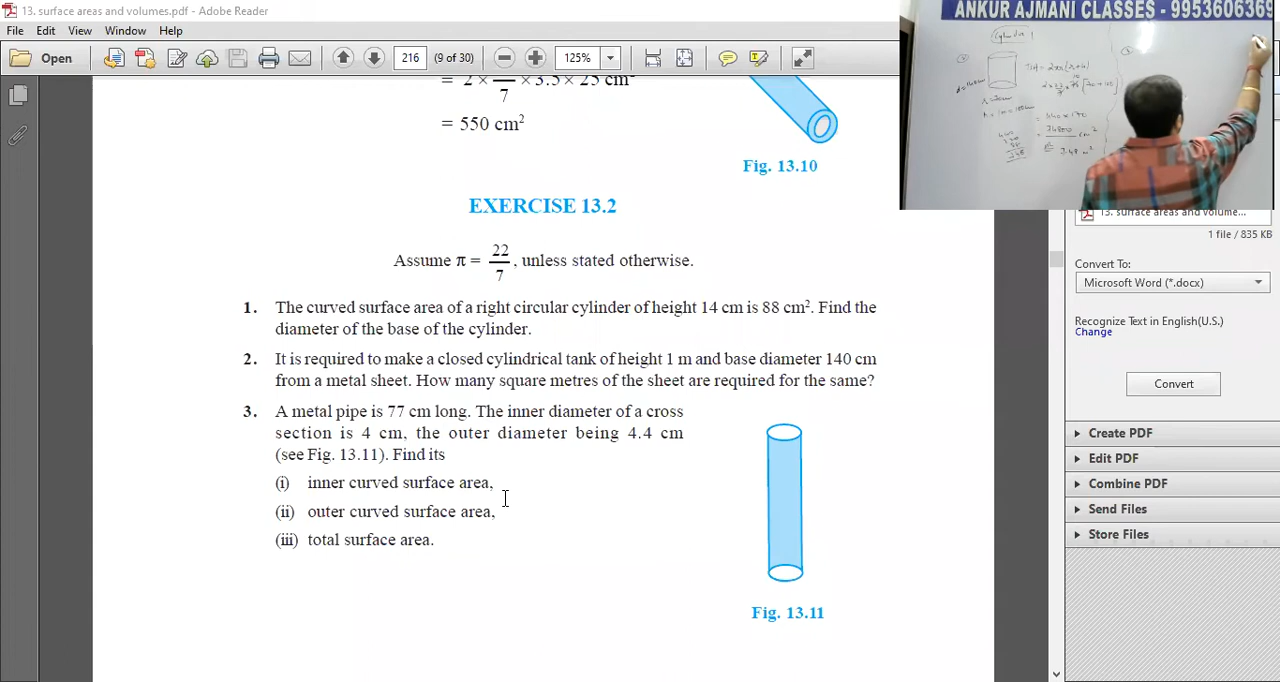 13. surface areas and volumes.pdf - Adobe Reader
File Edit View Window Help
Open 216 (9 of 30) 125%
= 2 × 7 × 3.5 × 25 cm²
= 550 cm²
Fig. 13.10
EXERCISE 13.2
Assume π = 22/7, unless stated otherwise.
1. The curved surface area of a right circular cylinder of height 14 cm is 88 cm². Find the
diameter of the base of the cylinder.
2. It is required to make a closed cylindrical tank of height 1 m and base diameter 140 cm
from a metal sheet. How many square metres of the sheet are required for the same?
3. A metal pipe is 77 cm long. The inner diameter of a cross
section is 4 cm, the outer diameter being 4.4 cm
(see Fig. 13.11). Find its
(i) inner curved surface area,
(ii) outer curved surface area,
(iii) total surface area.
Fig. 13.11
ANKUR AJMANI CLASSES - 9953606369
13. surface areas and volume...
1 file / 835 KB
Convert To:
Microsoft Word (*.docx)
Recognize Text in English(U.S.)
Change
Convert
Create PDF
Edit PDF
Combine PDF
Send Files
Store Files